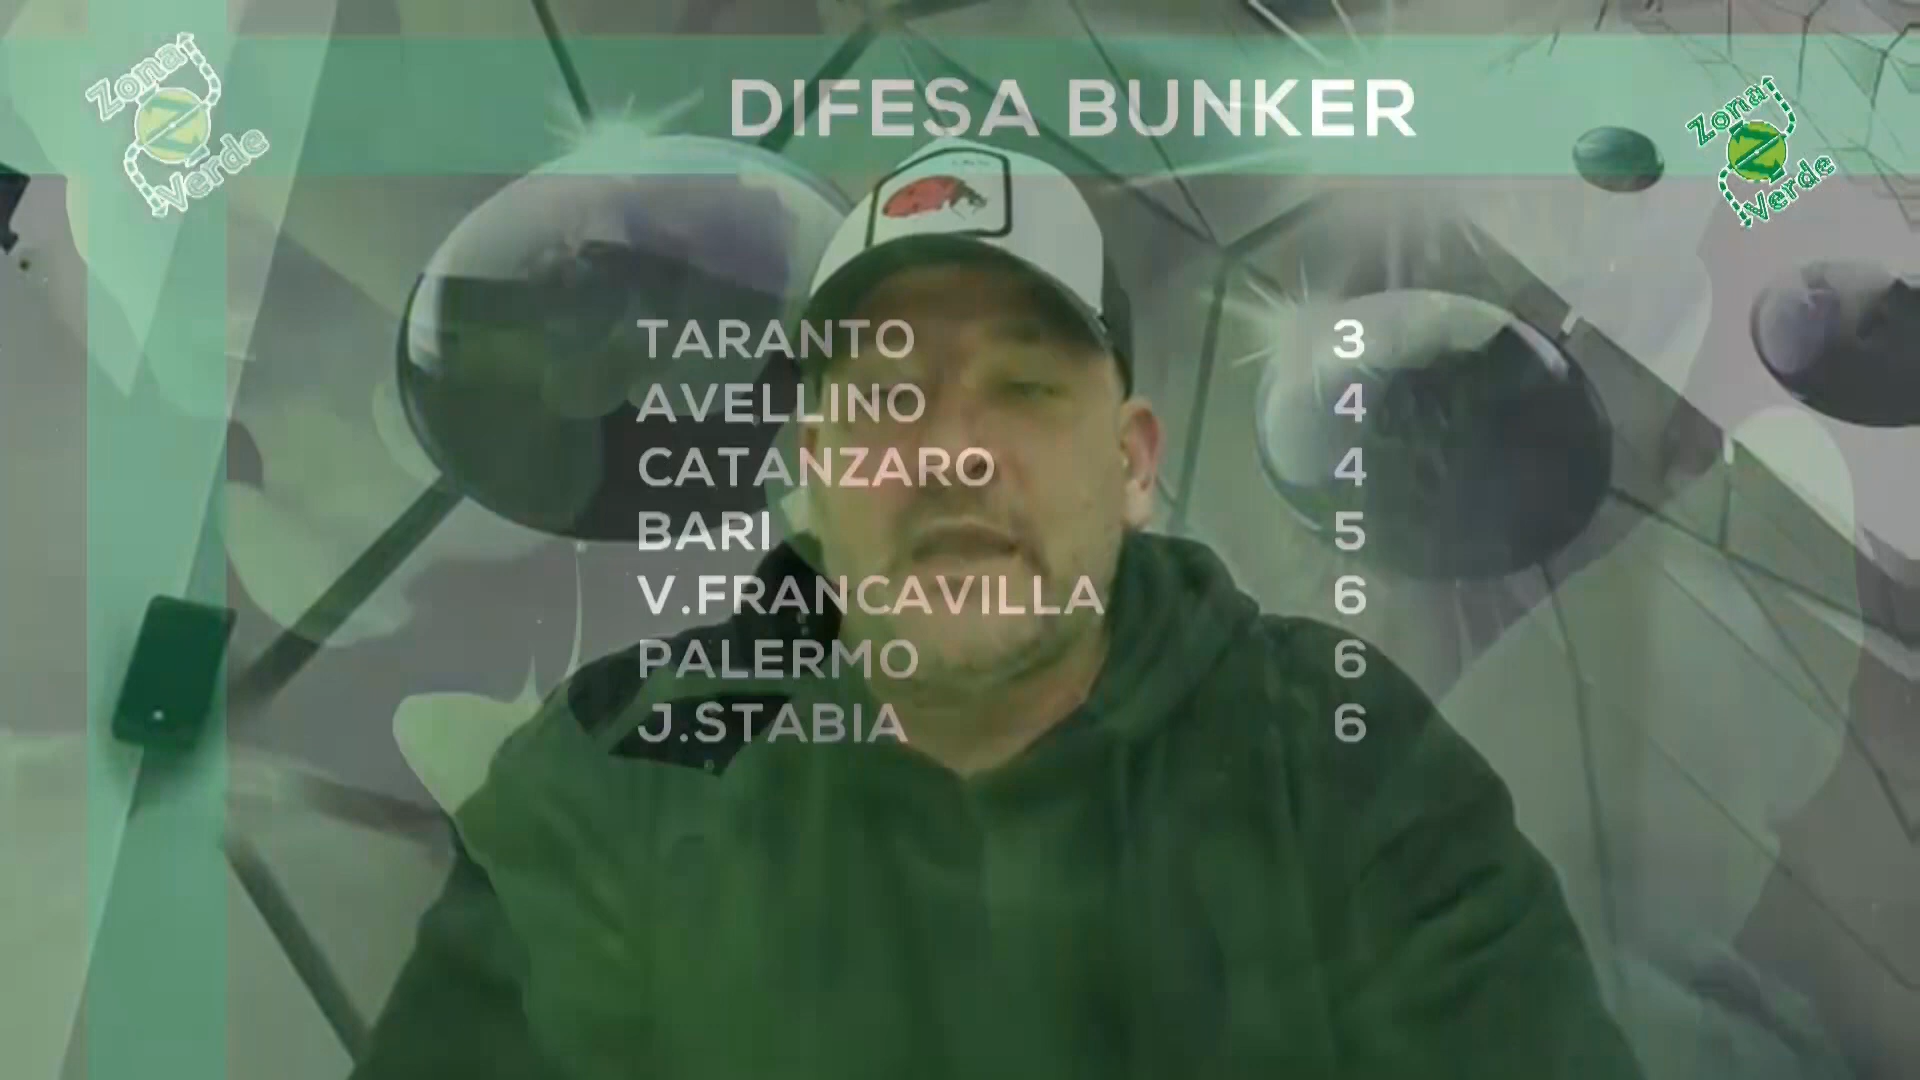 Zona
Z
Verde
DIFESA BUNKER
Zona
Z
Verde
TARANTO 3
AVELLINO 4
CATANZARO 4
BARI 5
V.FRANCAVILLA 6
PALERMO 6
J.STABIA 6